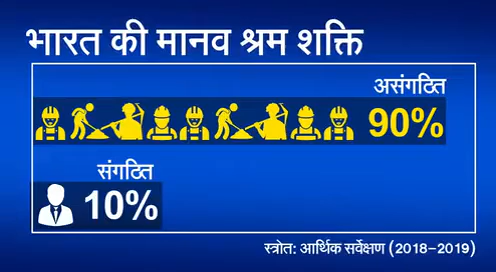 भारत की मानव श्रम शक्ति
असंगठित
90%
संगठित
10%
स्त्रोत: आर्थिक सर्वेक्षण (2018-2019)